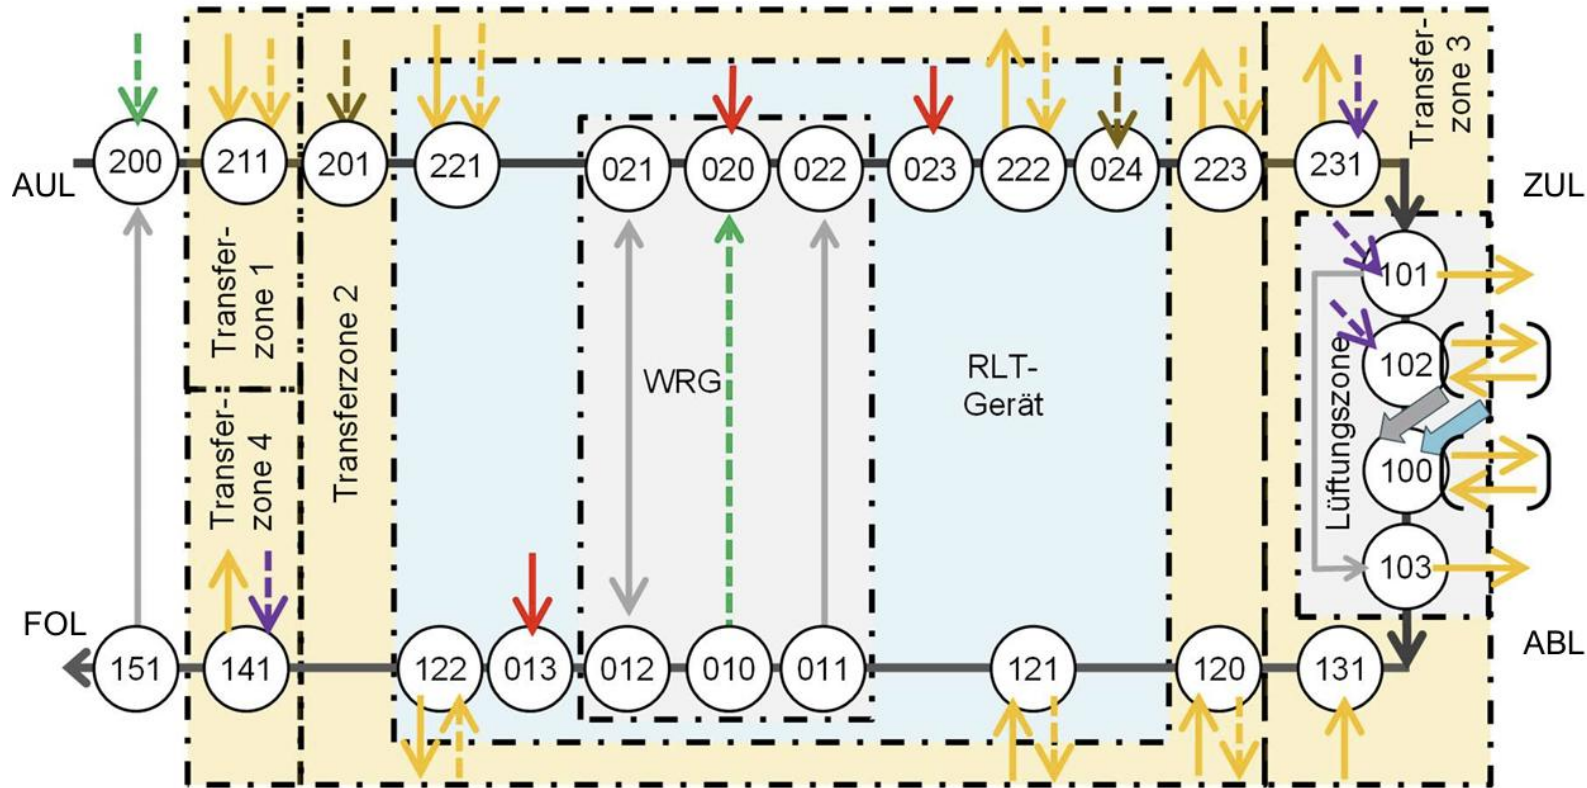 Transfer-
zone 3
200
211
201
221
021
020
022
023
222
024
223
231
AUL
ZUL
Transfer-
zone 1
Transferzone 2
101
102
WRG
RLT-
Gerät
Lüftungszone
100
Transfer-
zone 4
103
FOL
151
141
122
013
012
010
011
121
120
131
ABL